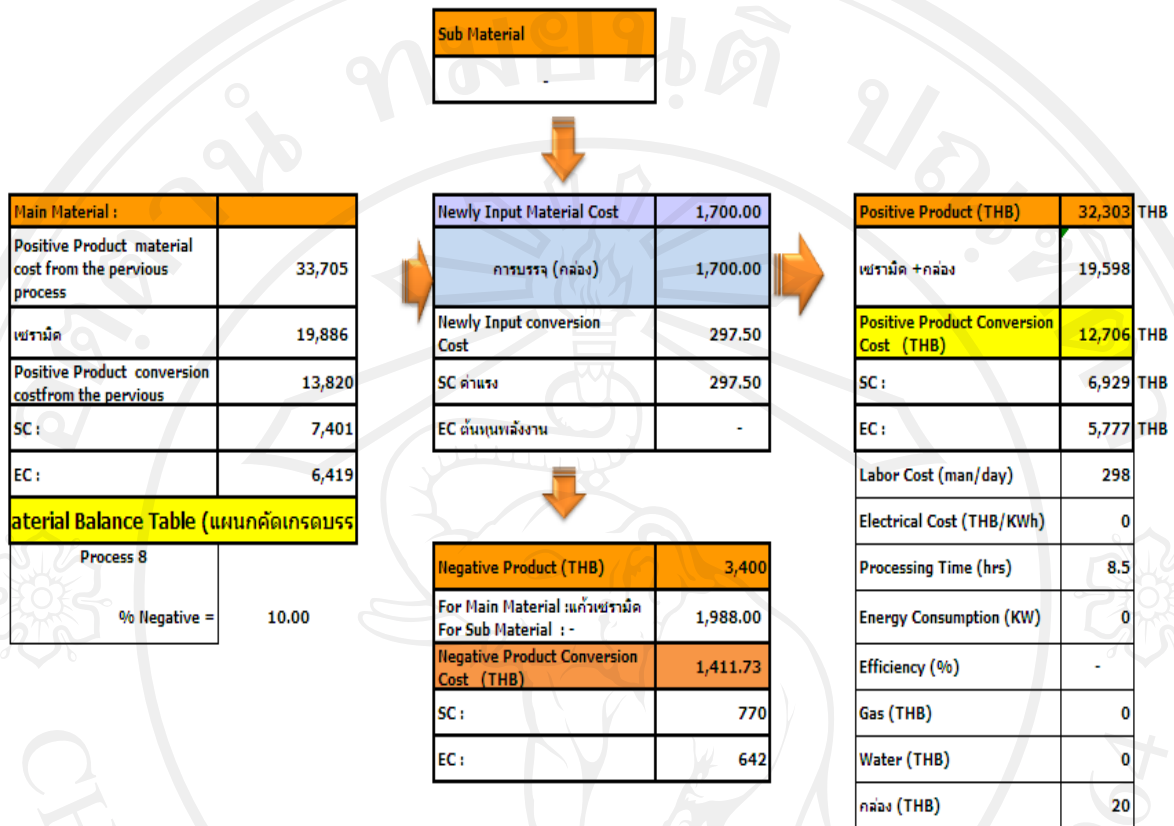 Sub Material
-
Main Material :
Positive Product material
cost from the pervious
process
33,705
เซรามิค
19,886
Positive Product conversion
costfrom the pervious
13,820
SC :
7,401
EC :
6,419
aterial Balance Table (แผนกคัดเกรดบรร
Process 8
% Negative =
10.00
Newly Input Material Cost
1,700.00
การบรรจุ (กล่อง)
1,700.00
Newly Input conversion
Cost
297.50
SC ค่าแรง
297.50
EC ต้นทุนพลังงาน
-
Negative Product (THB)
3,400
For Main Material :แก้วเซรามิค
For Sub Material : -
1,988.00
Negative Product Conversion
Cost (THB)
1,411.73
SC :
770
EC :
642
Positive Product (THB)
32,303 THB
เซรามิค +กล่อง
19,598
Positive Product Conversion
Cost (THB)
12,706 THB
SC :
6,929 THB
EC :
5,777 THB
Labor Cost (man/day)
298
Electrical Cost (THB/KWh)
0
Processing Time (hrs)
8.5
Energy Consumption (KW)
0
Efficiency (%)
-
Gas (THB)
0
Water (THB)
0
กล่อง (THB)
20